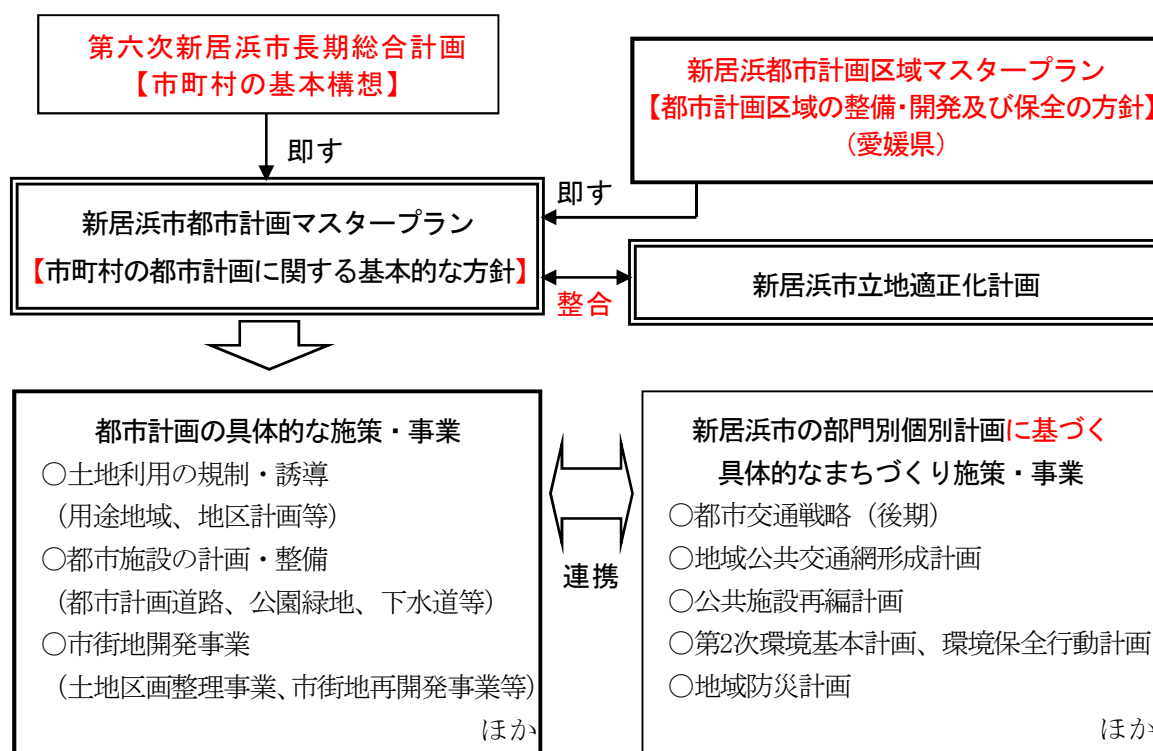 第六次新居浜市長期総合計画
【市町村の基本構想】
新居浜都市計画区域マスタープラン
【都市計画区域の整備・開発及び保全の方針】
（愛媛県）
即す
即す
新居浜市都市計画マスタープラン
【市町村の都市計画に関する基本的な方針】
整合
新居浜市立地適正化計画
都市計画の具体的な施策・事業
○土地利用の規制・誘導
（用途地域、地区計画等）
○都市施設の計画・整備
（都市計画道路、公園緑地、下水道等）
○市街地開発事業
（土地区画整理事業、市街地再開発事業等）
ほか
連携
新居浜市の部門別個別計画に基づく
具体的なまちづくり施策・事業
○都市交通戦略（後期）
○地域公共交通網形成計画
○公共施設再編計画
○第2次環境基本計画、環境保全行動計画
○地域防災計画
ほか